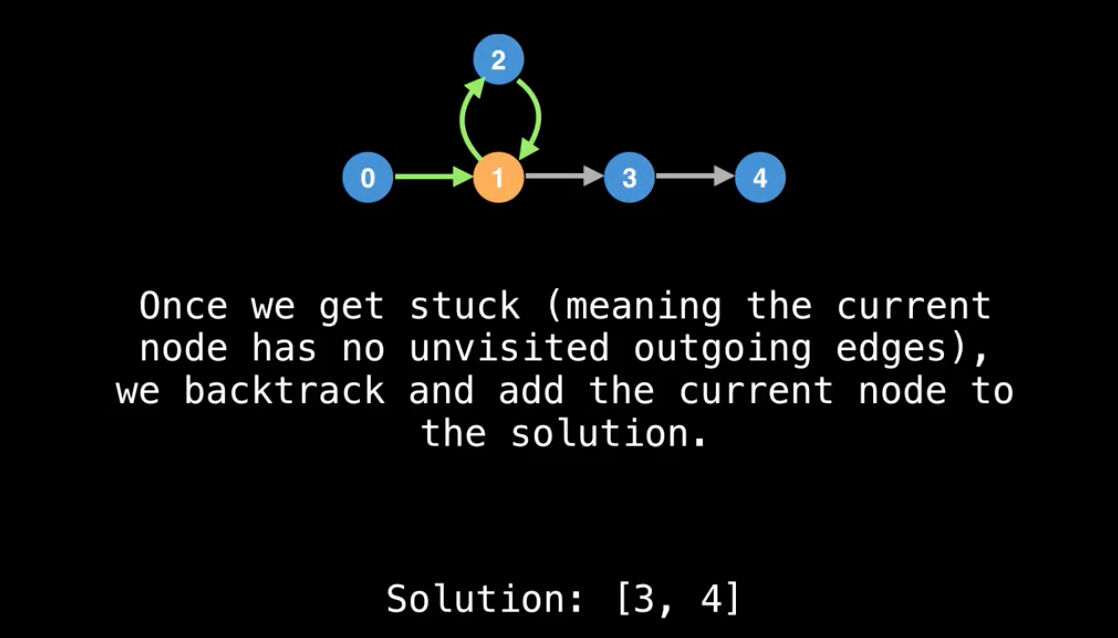 2
0 1 3 4
Once we get stuck (meaning the current
node has no unvisited outgoing edges),
we backtrack and add the current node to
the solution.
Solution: [3, 4]